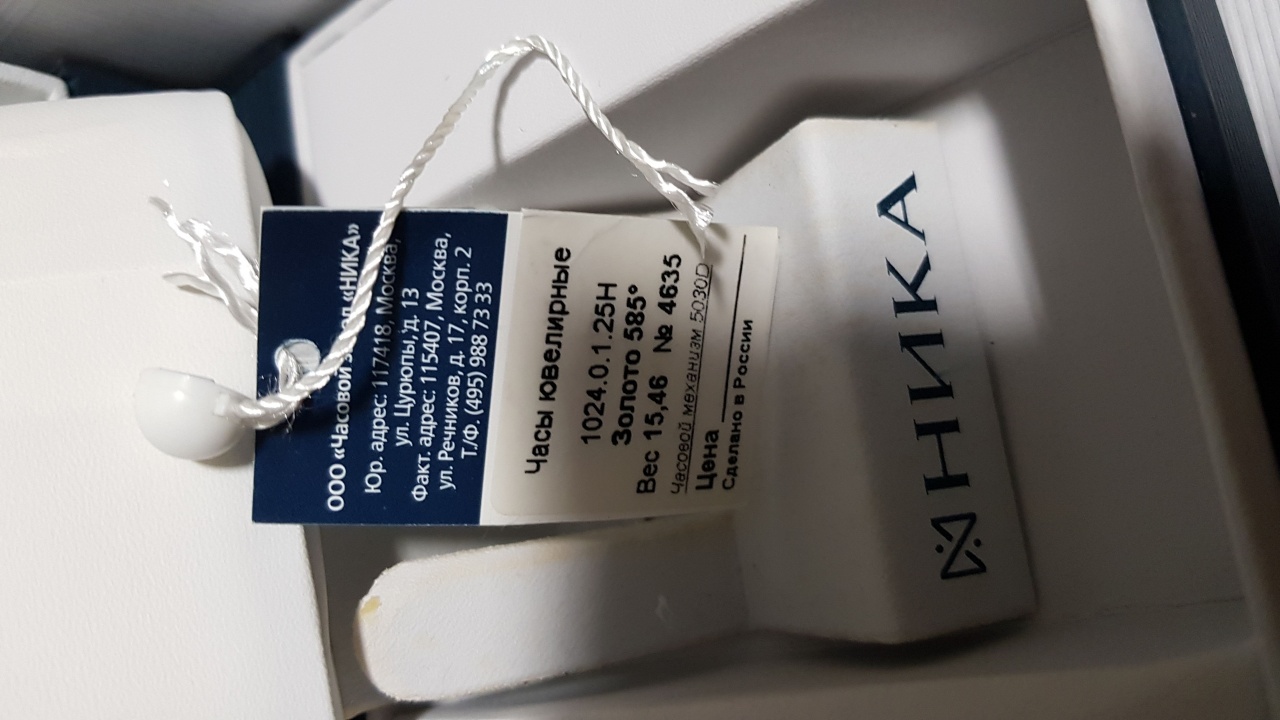 ООО «Часовой завод «НИКА»
Юр. адрес: 117418, Москва,
ул. Цурюпы, д. 13
Факт. адрес: 115407, Москва,
ул. Речников, д. 17, корп. 2
Т./Ф. (495) 988 73 33
Часы ювелирные
1024.0.1.25Н
Золото 585°
Вес 15,46 № 4635
Часовой механизм 5030D
Цена
Сделано в России
НИКА